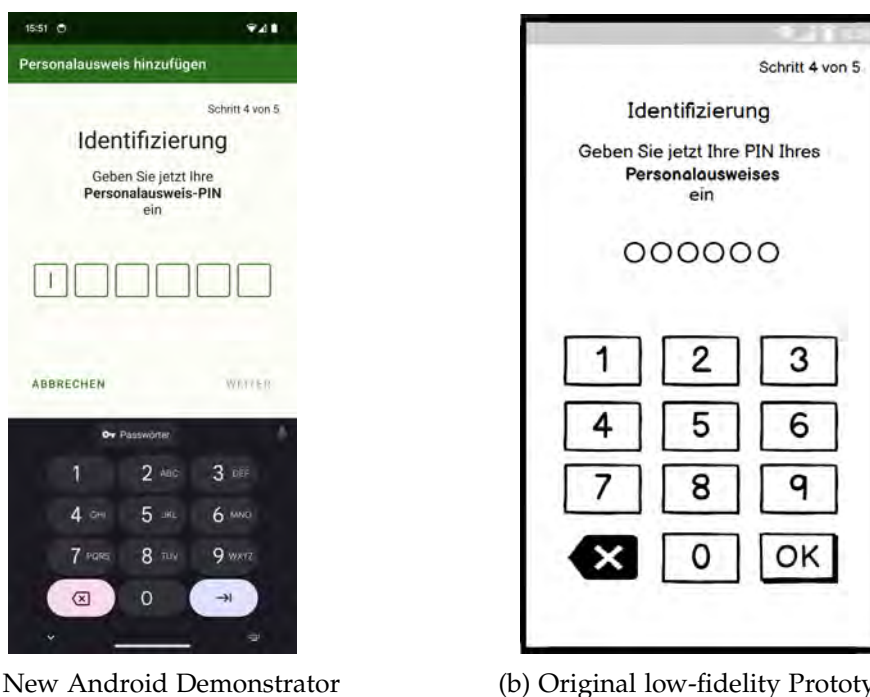 15:51
Personalausweis hinzufügen
Schritt 4 von 5
Identifizierung
Geben Sie jetzt Ihre
Personalausweis-PIN
ein
ABBRECHEN WEITER
Passwörter
1 2 ABC 3 DEF
4 GHI 5 JKL 6 MNO
7 PQRS 8 TUV 9 WXYZ
0
New Android Demonstrator
Schritt 4 von 5
Identifizierung
Geben Sie jetzt Ihre PIN Ihres
Personalausweises
ein
1 2 3
4 5 6
7 8 9
0 OK
(b) Original low-fidelity Prototy